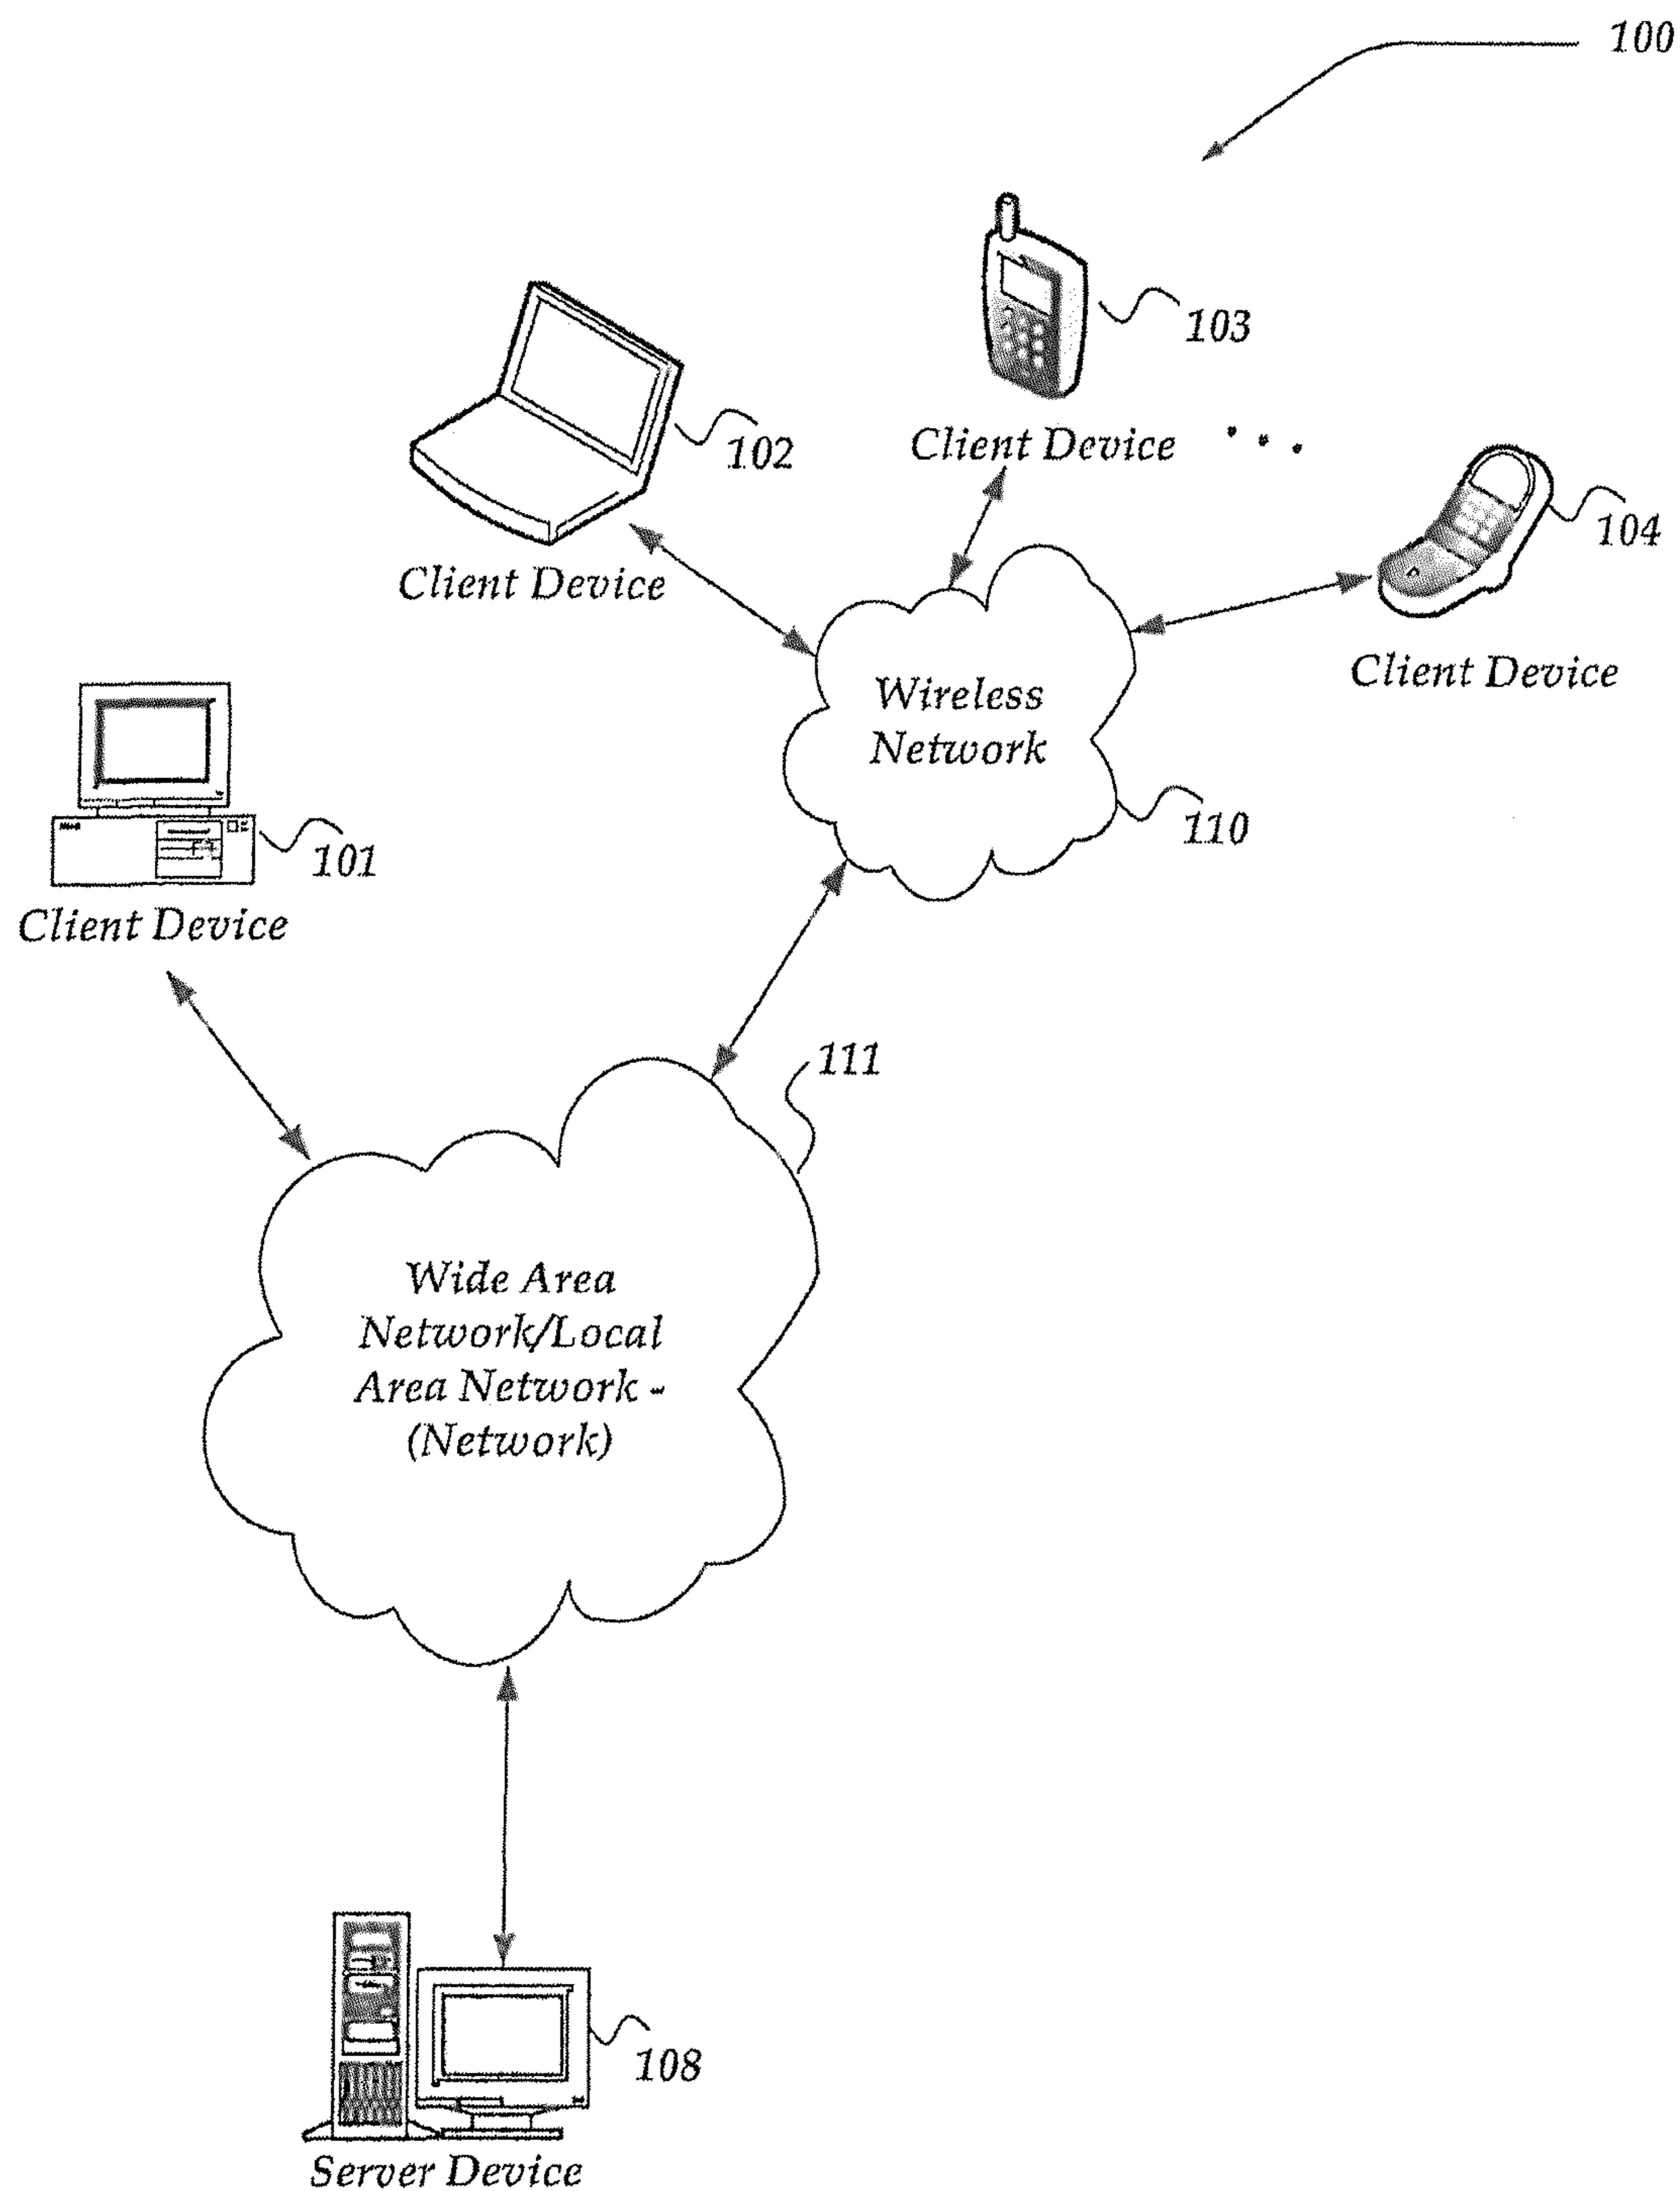 100
103
102
Client Device
. . .
104
Client Device
Client Device
Wireless
Network
110
101
Client Device
111
Wide Area
Network/Local
Area Network -
(Network)
108
Server Device